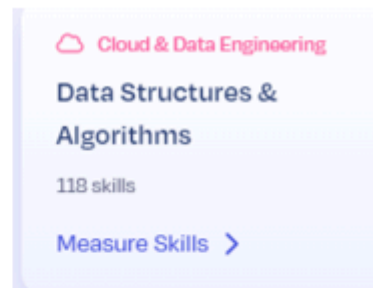 Cloud & Data Engineering
Data Structures &
Algorithms
118 skills
Measure Skills